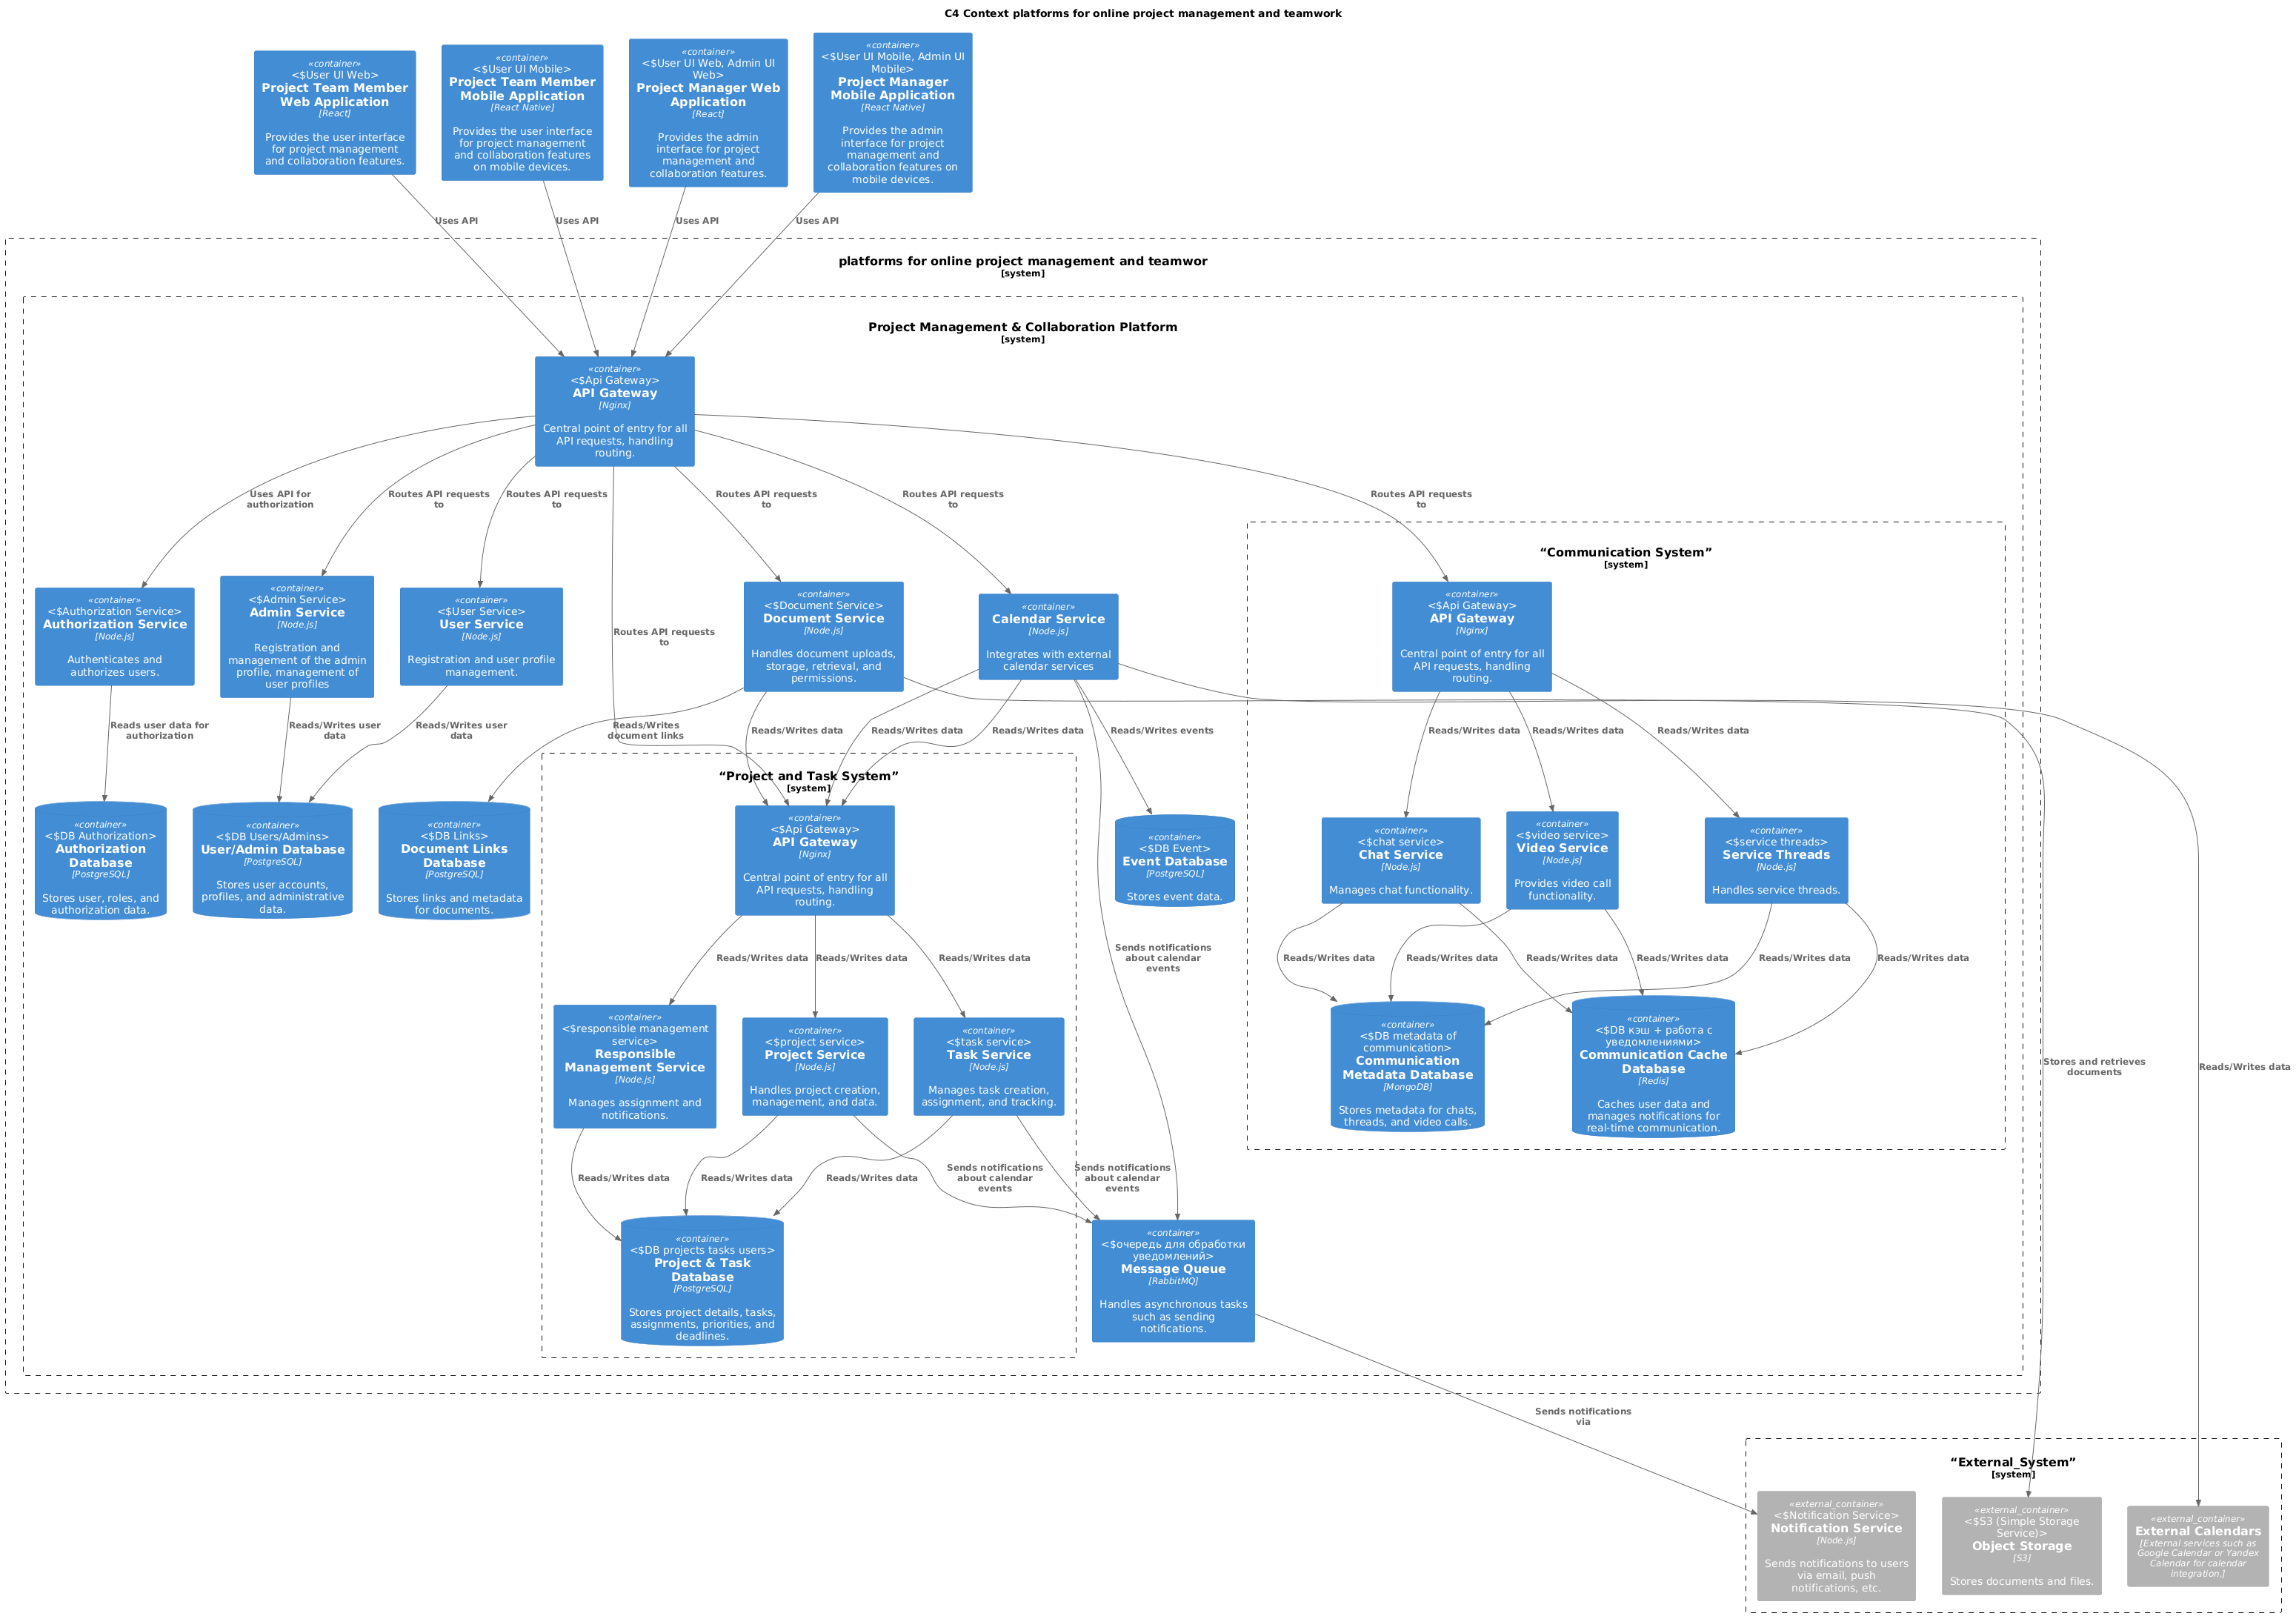 C4 Context platforms for online project management and teamwork
«container»
<$User UI Web>
Project Team Member
Web Application
[React]
Provides the user interface
for project management
and collaboration features.
«container»
<$User UI Mobile>
Project Team Member
Mobile Application
[React Native]
Provides the user interface
for project management
and collaboration features
on mobile devices.
«container»
<$User UI Web, Admin UI
Web>
Project Manager Web
Application
[React]
Provides the admin
interface for project
management and
collaboration features.
«container»
<$User UI Mobile, Admin UI
Mobile>
Project Manager
Mobile Application
[React Native]
Provides the admin
interface for project
management and
collaboration features on
mobile devices.
Uses API
Uses API
Uses API
Uses API
platforms for online project management and teamwor
[system]
Project Management & Collaboration Platform
[system]
«container»
<$Api Gateway>
API Gateway
[Nginx]
Central point of entry for all
API requests, handling
routing.
Uses API for
authorization
Routes API requests
to
Routes API requests
to
Routes API requests
to
Routes API requests
to
Routes API requests
to
Routes API requests
to
«container»
<$Authorization Service>
Authorization Service
[Node.js]
Authenticates and
authorizes users.
«container»
<$Admin Service>
Admin Service
[Node.js]
Registration and
management of the admin
profile, management of
user profiles
«container»
<$User Service>
User Service
[Node.js]
Registration and user profile
management.
«container»
<$Document Service>
Document Service
[Node.js]
Handles document uploads,
storage, retrieval, and
permissions.
«container»
Calendar Service
[Node.js]
Integrates with external
calendar services
“Communication System”
[system]
«container»
<$Api Gateway>
API Gateway
[Nginx]
Central point of entry for all
API requests, handling
routing.
Reads user data for
authorization
Reads/Writes user
data
Reads/Writes user
data
Reads/Writes
document links
Reads/Writes data
Reads/Writes data
Reads/Writes data
Reads/Writes events
Reads/Writes data
Reads/Writes data
Reads/Writes data
«container»
<$DB Authorization>
Authorization
Database
[PostgreSQL]
Stores user, roles, and
authorization data.
«container»
<$DB Users/Admins>
User/Admin Database
[PostgreSQL]
Stores user accounts,
profiles, and administrative
data.
«container»
<$DB Links>
Document Links
Database
[PostgreSQL]
Stores links and metadata
for documents.
“Project and Task System”
[system]
«container»
<$Api Gateway>
API Gateway
[Nginx]
Central point of entry for all
API requests, handling
routing.
«container»
<$DB Event>
Event Database
[PostgreSQL]
Stores event data.
«container»
<$chat service>
Chat Service
[Node.js]
Manages chat functionality.
«container»
<$video service>
Video Service
[Node.js]
Provides video call
functionality.
«container»
<$service threads>
Service Threads
[Node.js]
Handles service threads.
Reads/Writes data
Reads/Writes data
Reads/Writes data
Sends notifications
about calendar
events
Reads/Writes data
Reads/Writes data
Reads/Writes data
Reads/Writes data
Reads/Writes data
Reads/Writes data
«container»
<$responsible management
service>
Responsible
Management Service
[Node.js]
Manages assignment and
notifications.
«container»
<$project service>
Project Service
[Node.js]
Handles project creation,
management, and data.
«container»
<$task service>
Task Service
[Node.js]
Manages task creation,
assignment, and tracking.
«container»
<$DB metadata of
communication>
Communication
Metadata Database
[MongoDB]
Stores metadata for chats,
threads, and video calls.
«container»
<$DB кэш + работа с
уведомлениями>
Communication Cache
Database
[Redis]
Caches user data and
manages notifications for
real-time communication.
Stores and retrieves
documents
Reads/Writes data
Reads/Writes data
Reads/Writes data
Reads/Writes data
Sends notifications
about calendar
events
Sends notifications
about calendar
events
«container»
<$DB projects tasks users>
Project & Task
Database
[PostgreSQL]
Stores project details, tasks,
assignments, priorities, and
deadlines.
«container»
<$очередь для обработки
уведомлений>
Message Queue
[RabbitMQ]
Handles asynchronous tasks
such as sending
notifications.
Sends notifications
via
“External_System”
[system]
«external_container»
<$Notification Service>
Notification Service
[Node.js]
Sends notifications to users
via email, push
notifications, etc.
«external_container»
<$S3 (Simple Storage
Service)>
Object Storage
[S3]
Stores documents and files.
«external_container»
External Calendars
[External services such as
Google Calendar or Yandex
Calendar for calendar
integration.]